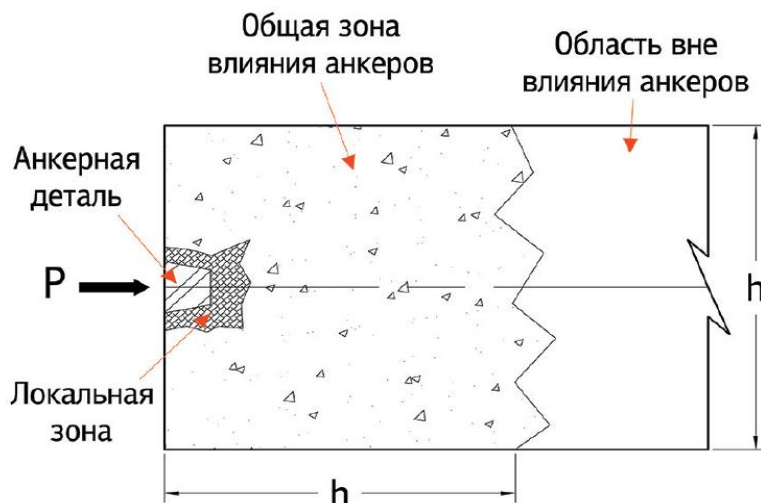 Общая зона
влияния анкеров
Область вне
влияния анкеров
Анкерная
деталь
P
h
Локальная
зона
h